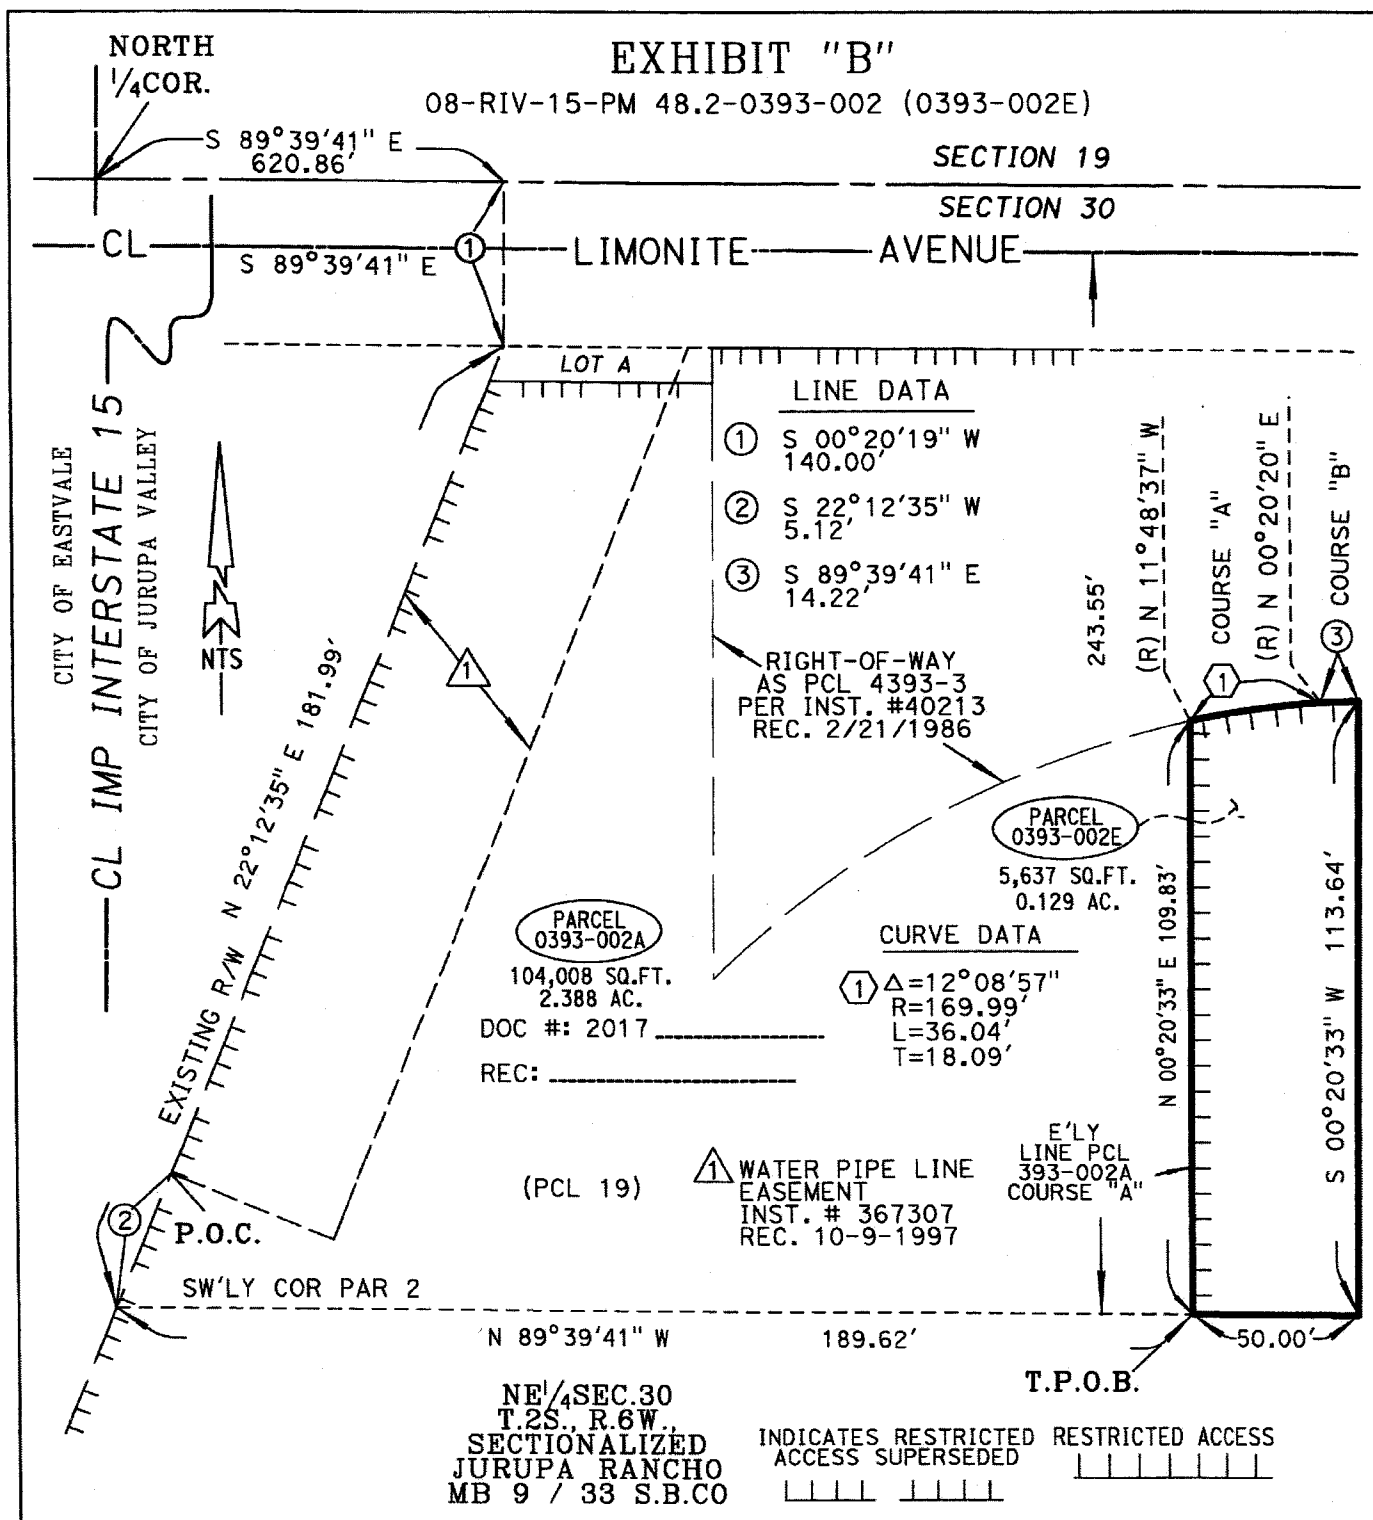 EXHIBIT "B"
08-RIV-15-PM 48.2-0393-002 (0393-002E)
NORTH
1/4 COR.
S 89°39'41" E
620.86'
SECTION 19
SECTION 30
CL
S 89°39'41" E
1
LIMONITE AVENUE
LOT A
CITY OF EASTVALE
CL IMP INTERSTATE 15
CITY OF JURUPA VALLEY
NTS
LINE DATA
1 S 00°20'19" W
140.00'
2 S 22°12'35" W
5.12'
3 S 89°39'41" E
14.22'
243.55'
(R) N 11°48'37" W
COURSE "A"
(R) N 00°20'20" E
COURSE "B"
1
3
1
RIGHT-OF-WAY
AS PCL 4393-3
PER INST. #40213
REC. 2/21/1986
EXISTING R/W N 22°12'35" E 181.99'
PARCEL
0393-002E
5,637 SQ.FT.
0.129 AC.
PARCEL
0393-002A
104,008 SQ.FT.
2.388 AC.
DOC #: 2017
REC:
CURVE DATA
1 Δ=12°08'57"
R=169.99'
L=36.04'
T=18.09'
N 00°20'33" E 109.83'
S 00°20'33" W 113.64'
E'LY
LINE PCL
393-002A
COURSE "A"
(PCL 19)
1 WATER PIPE LINE
EASEMENT
INST. # 367307
REC. 10-9-1997
2
P.O.C.
SW'LY COR PAR 2
N 89°39'41" W 189.62'
50.00'
T.P.O.B.
NE1/4 SEC.30
T.2S., R.6W.,
SECTIONALIZED
JURUPA RANCHO
MB 9 / 33 S.B.CO
INDICATES RESTRICTED
ACCESS SUPERSEDED
RESTRICTED ACCESS